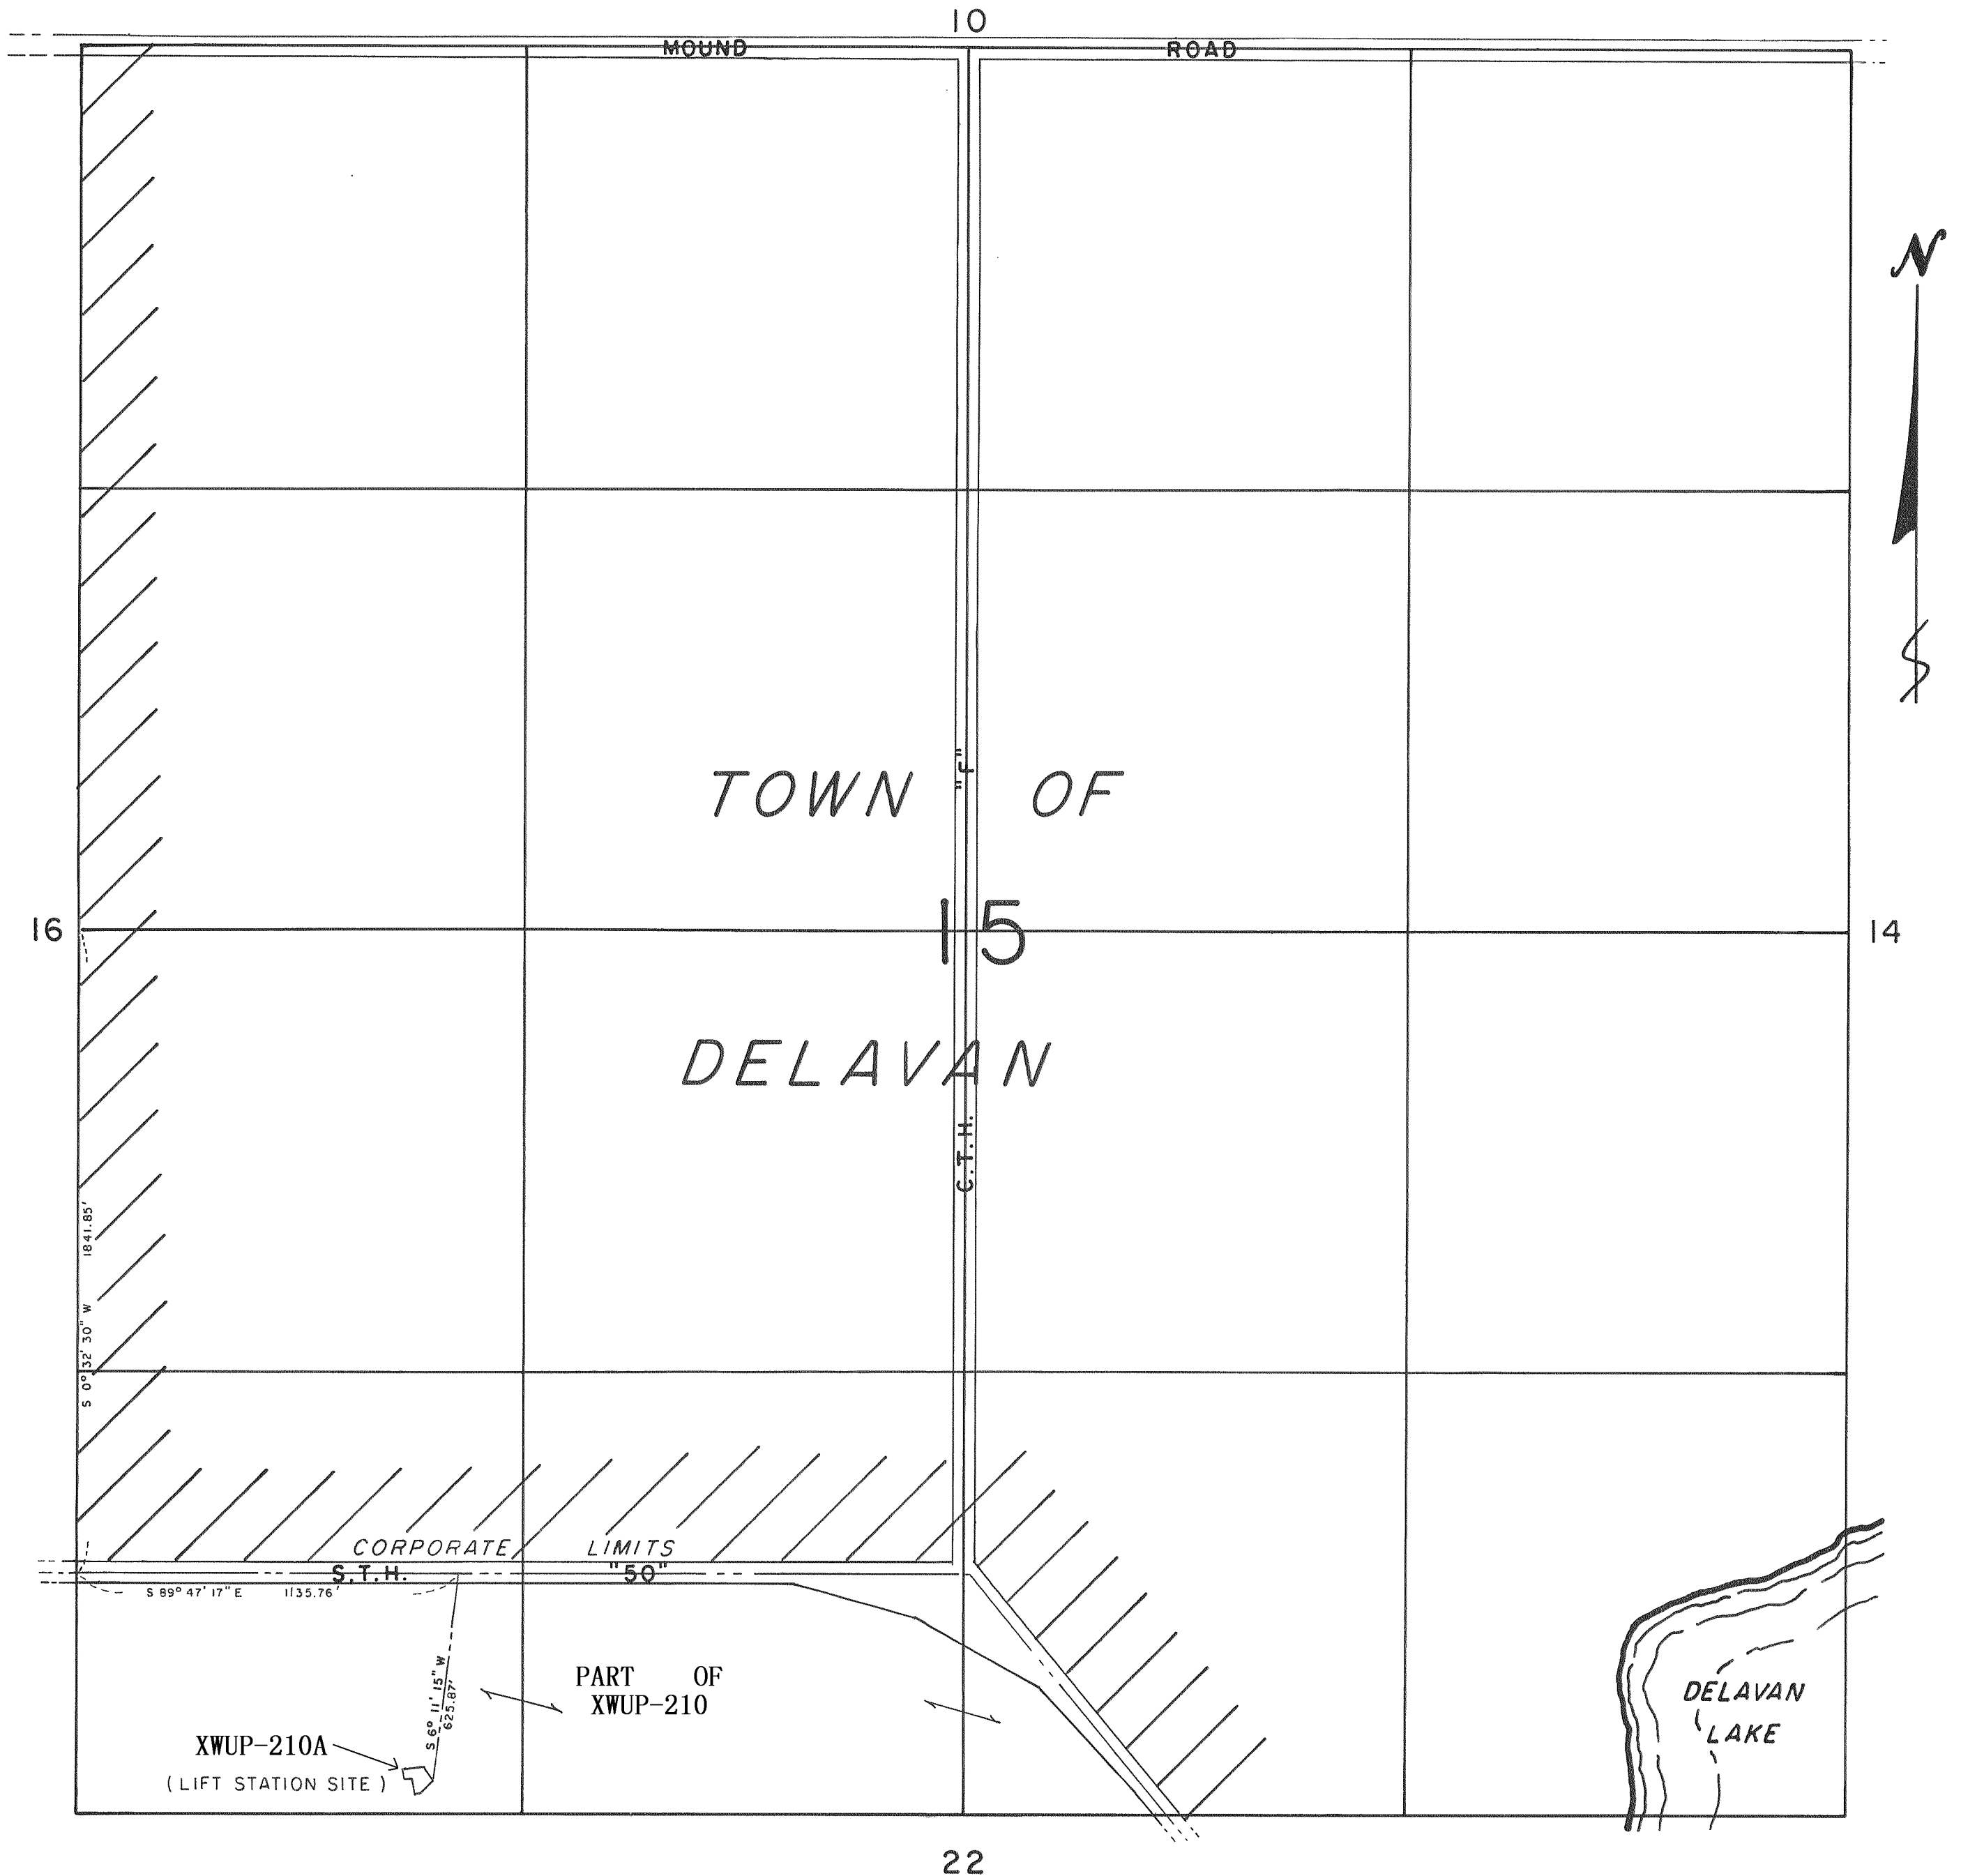 10
MOUND ROAD
N
S
TOWN OF
C.T.H.
16
15
14
DELAVAN
S 0° 32' 30" W 1841.85'
CORPORATE LIMITS
S.T.H. "50"
S 89° 47' 17" E 1135.76'
S 6° 11' 15" W
625.87'
PART OF
XWUP-210
XWUP-210A
( LIFT STATION SITE )
DELAVAN
LAKE
22